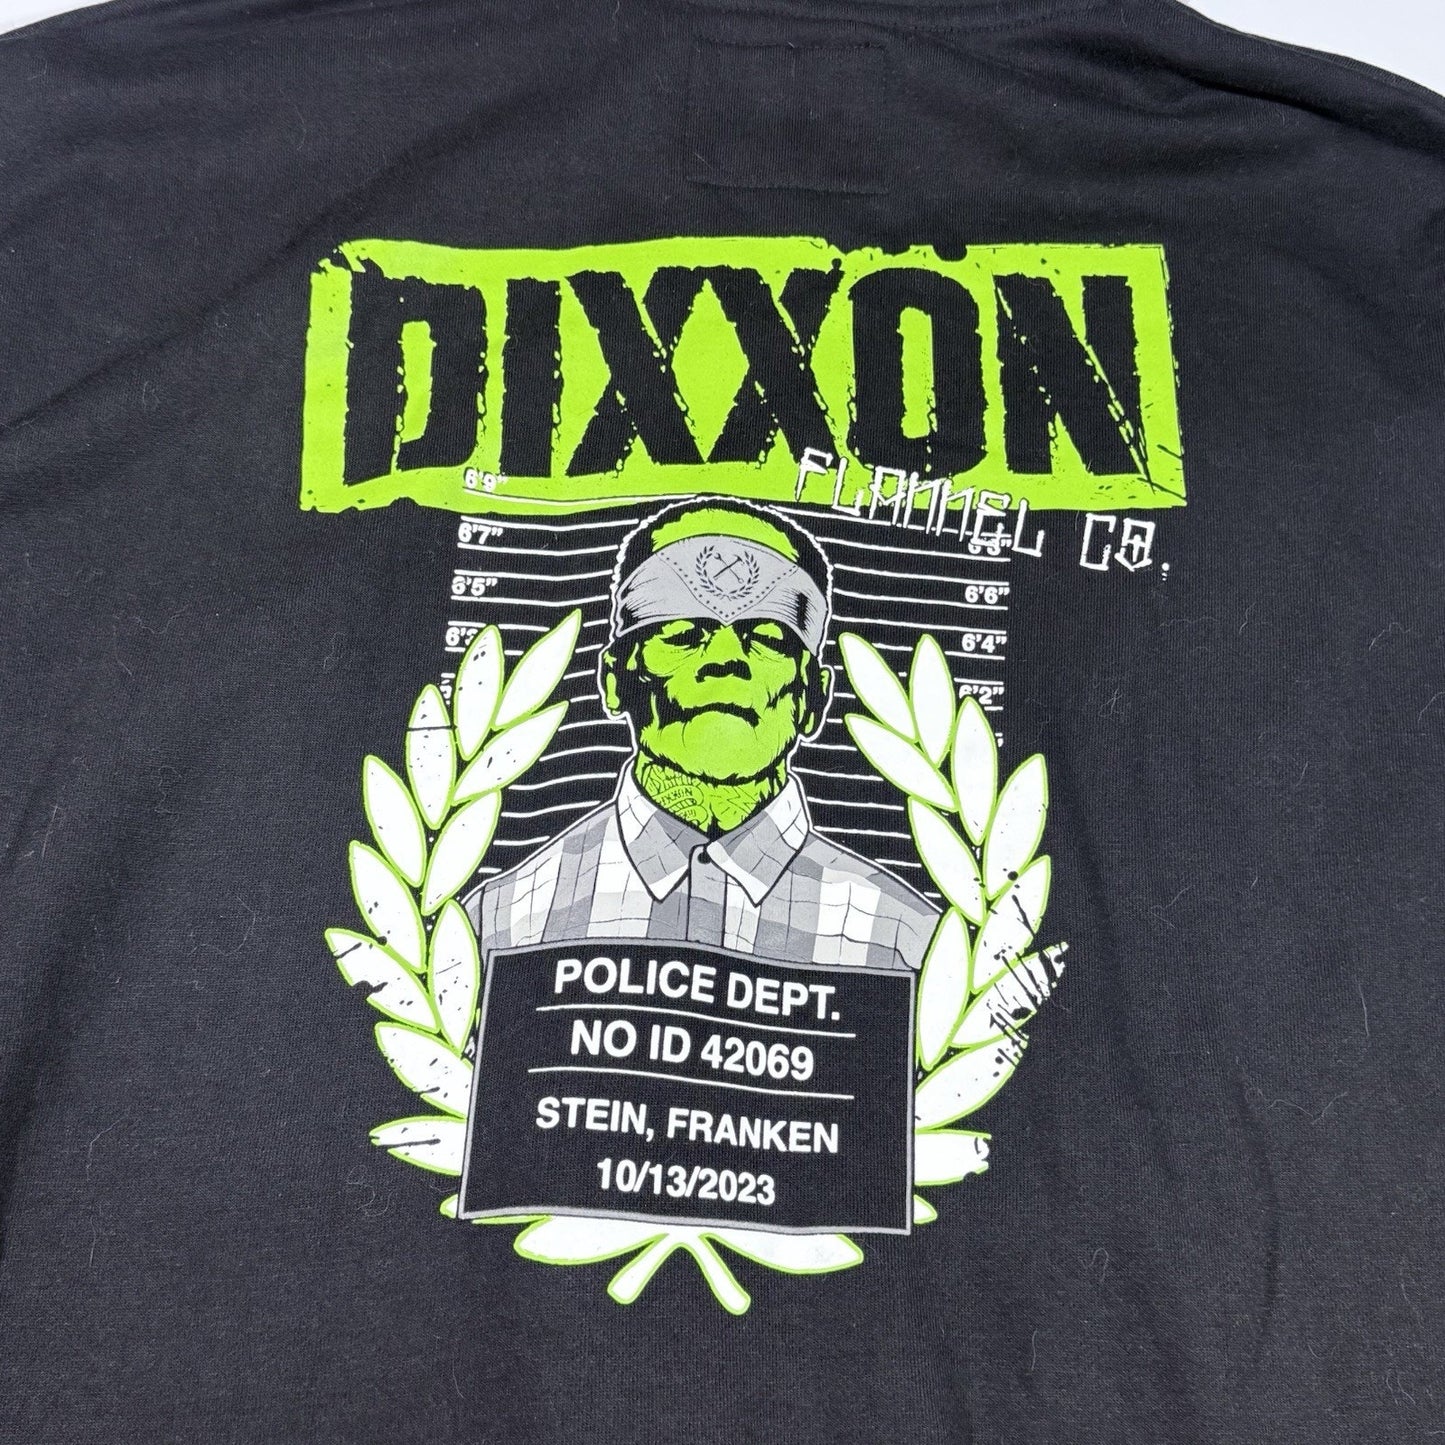 DIXXON
FLANNEL CO.
6'9"
6'7"
6'5"
6'6"
6'4"
6'2"
DIXXON
POLICE DEPT.
NO ID 42069
STEIN, FRANKEN
10/13/2023